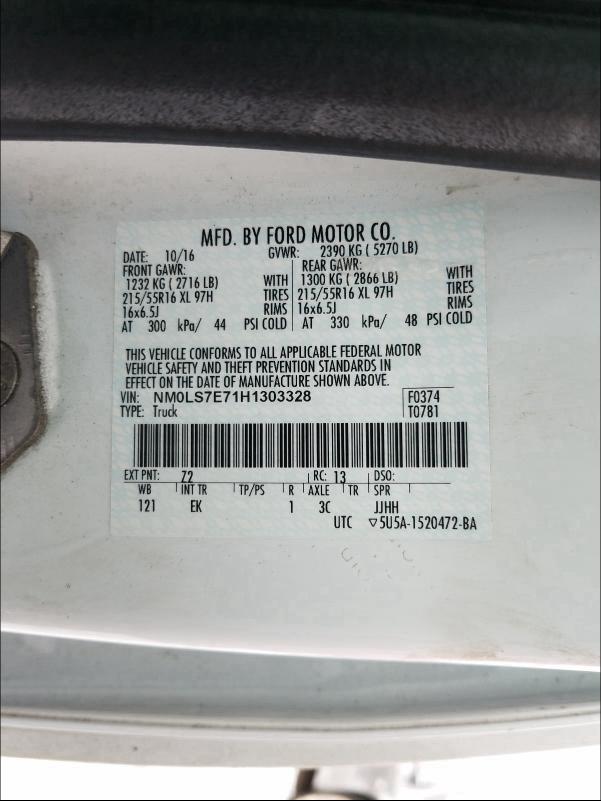 MFD. BY FORD MOTOR CO.
DATE: 10/16 GVWR: 2390 KG ( 5270 LB)
FRONT GAWR: REAR GAWR:
1232 KG ( 2716 LB) WITH 1300 KG ( 2866 LB) WITH
215/55R16 XL 97H TIRES 215/55R16 XL 97H TIRES
16x6.5J RIMS 16x6.5J RIMS
AT 300 kPa/ 44 PSI COLD AT 330 kPa/ 48 PSI COLD
THIS VEHICLE CONFORMS TO ALL APPLICABLE FEDERAL MOTOR
VEHICLE SAFETY AND THEFT PREVENTION STANDARDS IN
EFFECT ON THE DATE OF MANUFACTURE SHOWN ABOVE.
VIN: NM0LS7E71H1303328 F0374
TYPE: Truck T0781
EXT PNT: Z2 RC: 13 DSO:
WB INT TR TP/PS R AXLE TR SPR
121 EK 1 3C JJHH
UTC ▽5U5A-1520472-BA